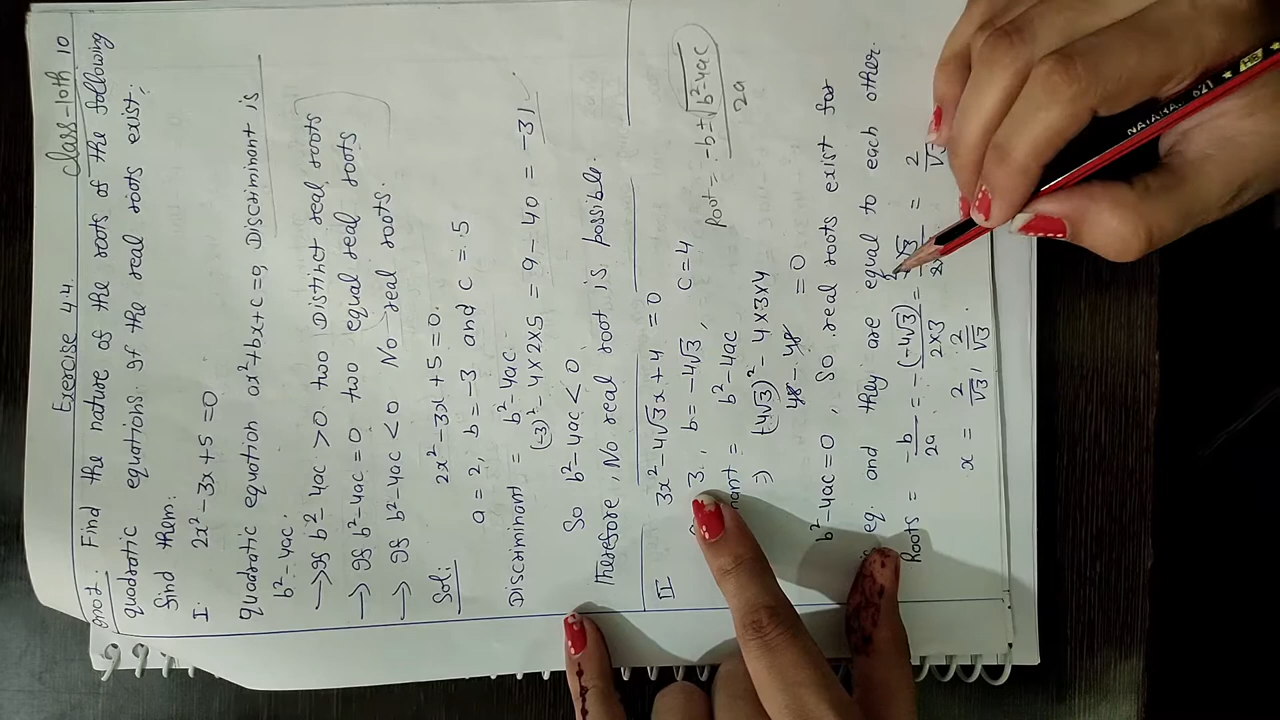 Exercise 4.4. Class-10th 10
Q no1. Find the nature of the roots of the following
quadratic equations. If the real roots exist,
find them:
I. 2x²-3x+5=0
Quadratic equation ax²+bx+c=0, Discriminant is
b²-4ac.
→ If b²-4ac>0 two Distinct real roots
→ If b²-4ac=0 two equal real roots
→ If b²-4ac<0 No real roots.
Sol: 2x²-3x+5=0.
a=2, b=-3 and c=5
Discriminant = b²-4ac.
(-3)²-4×2×5 = 9-40 = -31
So b²-4ac<0
Therefore, No real root is possible.
II 3x²-4√3x+4=0
3, b=-4√3, c=4
nant = b²-4ac
Root = -b±√b²-4ac/2a
=) (4√3)²-4×3×4
48-48 = 0
b²-4ac=0, So real roots exist for
eq. and they are equal to each other.
Roots = -b/2a = -(-4√3)/2×3 = = 2/√3
x = 2/√3, 2/√3.
NATARAJ 621 HB